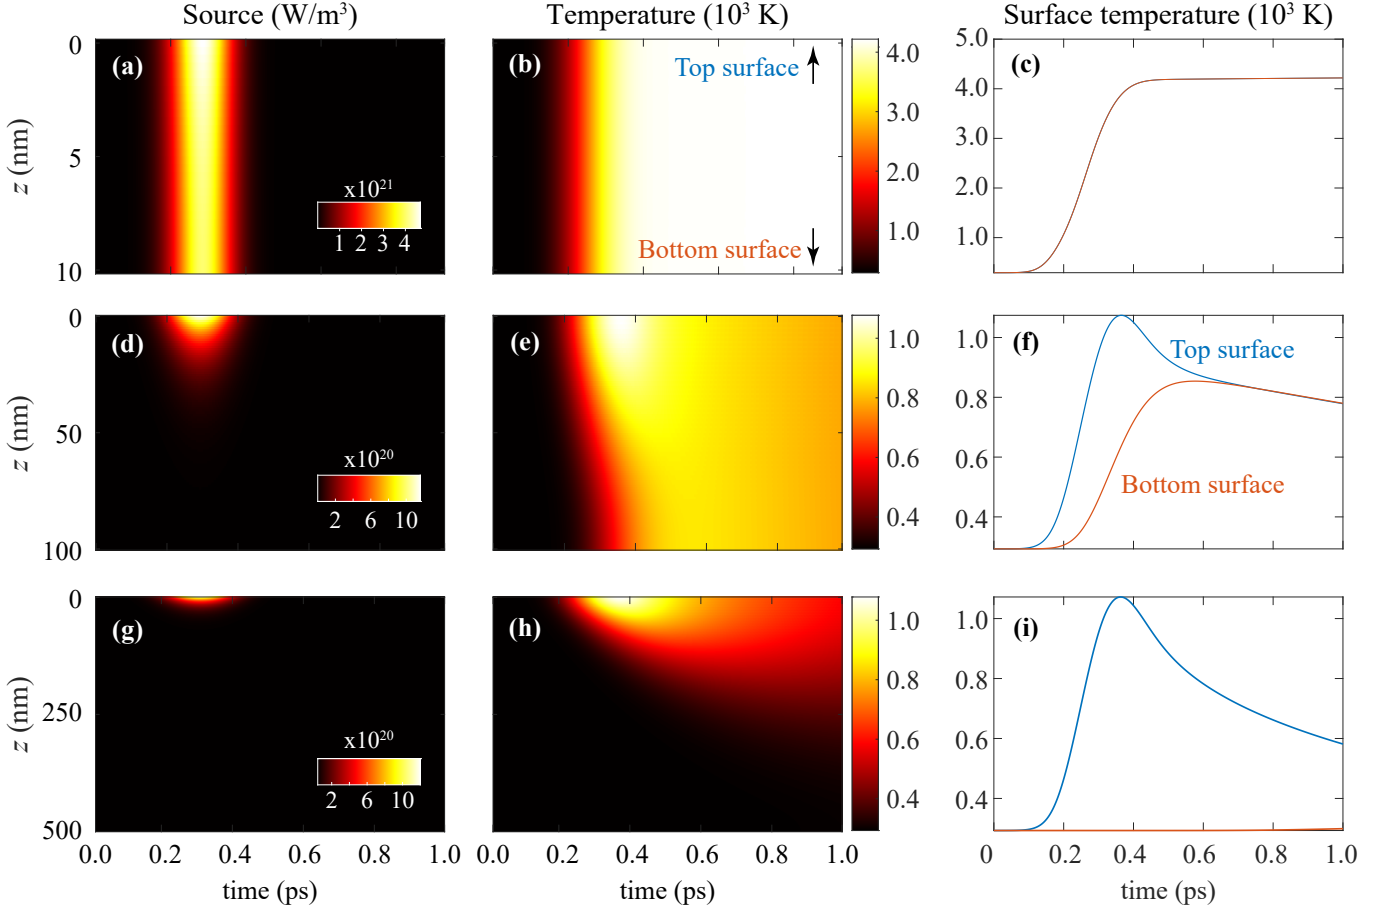 Source (W/m³) Temperature (10³ K) Surface temperature (10³ K)
0
5
10
z (nm)
(a)
x10²¹
1 2 3 4
(b)
Top surface
Bottom surface
4.0
3.0
2.0
1.0
5.0
4.0
3.0
2.0
1.0
(c)
0
50
100
z (nm)
(d)
x10²⁰
2 6 10
(e)
1.0
0.8
0.6
0.4
1.0
0.8
0.6
0.4
(f)
Top surface
Bottom surface
0
250
500
z (nm)
(g)
x10²⁰
2 6 10
(h)
1.0
0.8
0.6
0.4
1.0
0.8
0.6
0.4
(i)
0.0 0.2 0.4 0.6 0.8 1.0
time (ps)
0.0 0.2 0.4 0.6 0.8 1.0
time (ps)
0 0.2 0.4 0.6 0.8 1.0
time (ps)